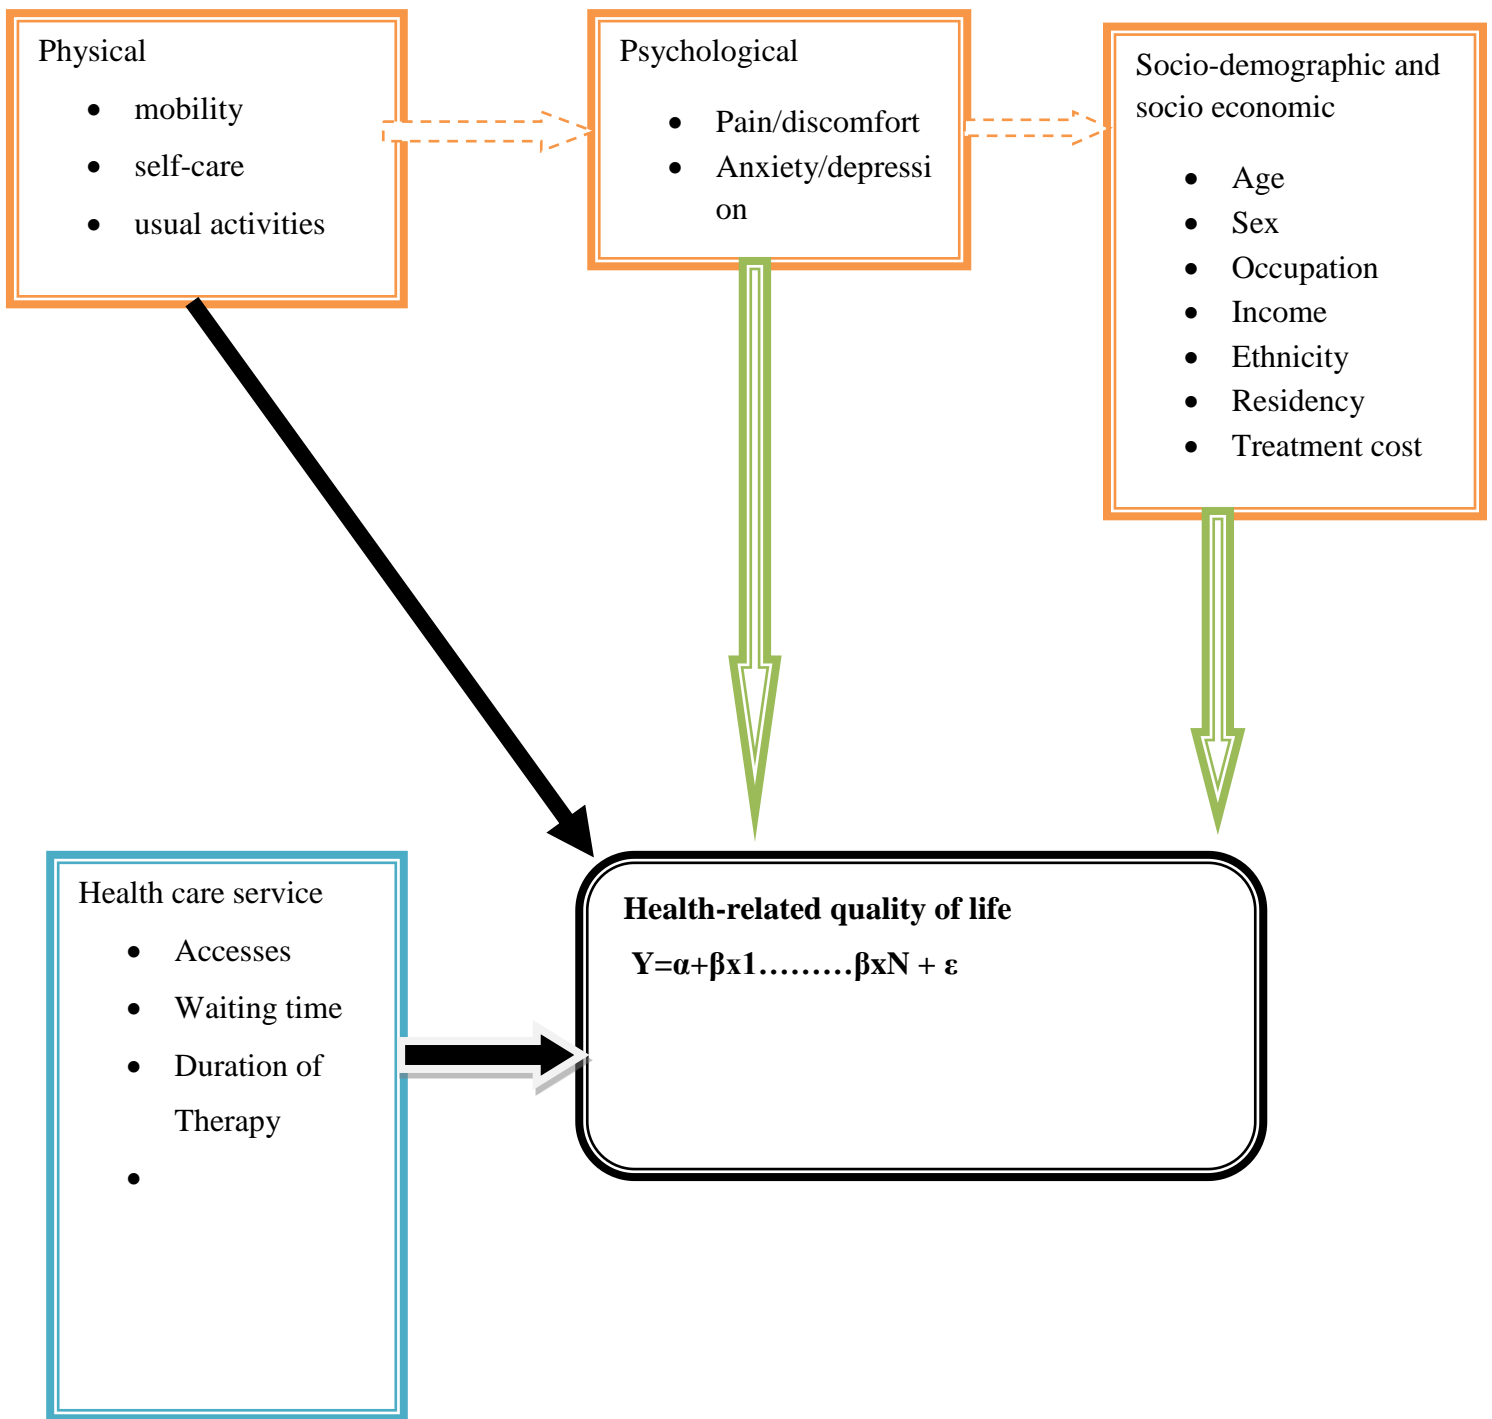 Physical
• mobility
• self-care
• usual activities
Psychological
• Pain/discomfort
• Anxiety/depressi
on
Socio-demographic and
socio economic
• Age
• Sex
• Occupation
• Income
• Ethnicity
• Residency
• Treatment cost
Health care service
• Accesses
• Waiting time
• Duration of
Therapy
•
Health-related quality of life
Y=α+βx1………βxN + ε